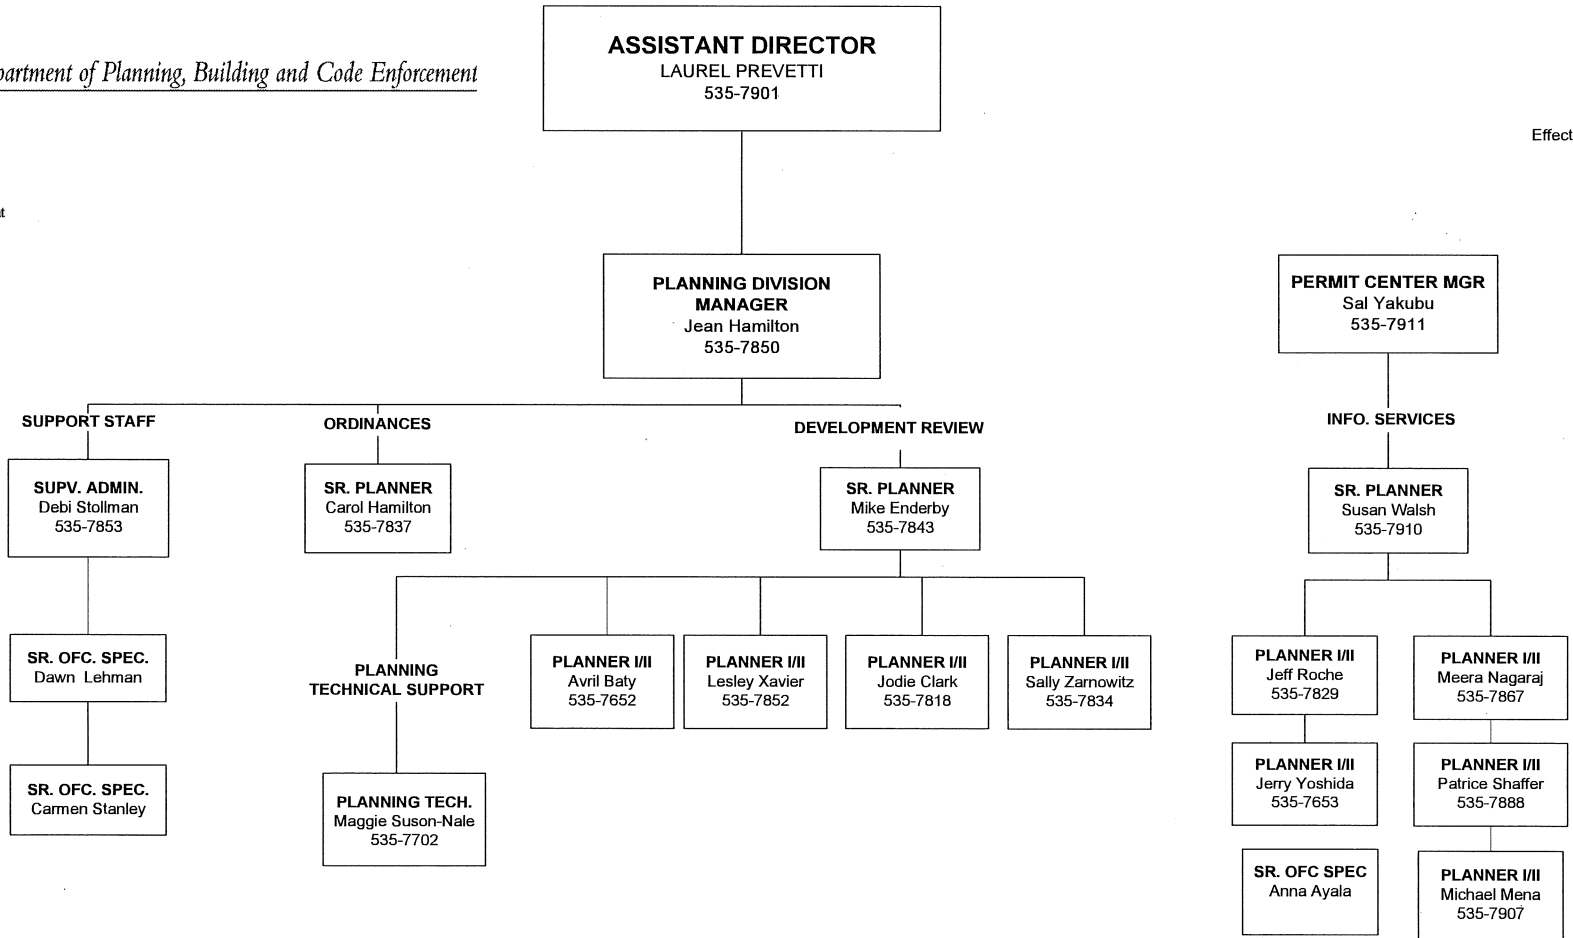 ASSISTANT DIRECTOR
LAUREL PREVETTI
535-7901
partment of Planning, Building and Code Enforcement
Effect
PLANNING DIVISION
MANAGER
Jean Hamilton
535-7850
PERMIT CENTER MGR
Sal Yakubu
535-7911
SUPPORT STAFF
ORDINANCES
DEVELOPMENT REVIEW
INFO. SERVICES
SUPV. ADMIN.
Debi Stollman
535-7853
SR. PLANNER
Carol Hamilton
535-7837
SR. PLANNER
Mike Enderby
535-7843
SR. PLANNER
Susan Walsh
535-7910
SR. OFC. SPEC.
Dawn Lehman
PLANNING
TECHNICAL SUPPORT
PLANNER I/II
Avril Baty
535-7652
PLANNER I/II
Lesley Xavier
535-7852
PLANNER I/II
Jodie Clark
535-7818
PLANNER I/II
Sally Zarnowitz
535-7834
PLANNER I/II
Jeff Roche
535-7829
PLANNER I/II
Meera Nagaraj
535-7867
SR. OFC. SPEC.
Carmen Stanley
PLANNING TECH.
Maggie Suson-Nale
535-7702
PLANNER I/II
Jerry Yoshida
535-7653
PLANNER I/II
Patrice Shaffer
535-7888
SR. OFC SPEC
Anna Ayala
PLANNER I/II
Michael Mena
535-7907